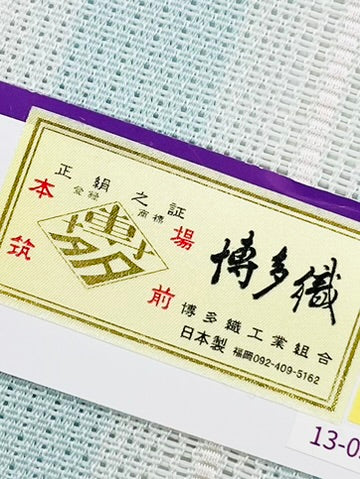 正絹之証
登録 商標
本場
筑前
博多織
博多織工業組合
日本製 福岡092-409-5162
13-0